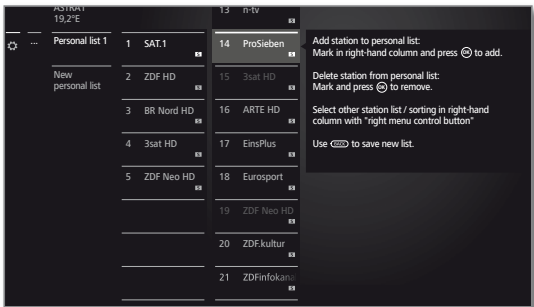 ASTRA1
19,2°E
...
Personal list 1
New
personal list
1 SAT.1
S
2 ZDF HD
S
3 BR Nord HD
S
4 3sat HD
S
5 ZDF Neo HD
S
13 n-tv
S
14 ProSieben
S
15 3sat HD
S
16 ARTE HD
S
17 EinsPlus
S
18 Eurosport
S
19 ZDF Neo HD
S
20 ZDF.kultur
S
21 ZDFinfokanal
S
Add station to personal list:
Mark in right-hand column and press OK to add.
Delete station from personal list:
Mark and press OK to remove.
Select other station list / sorting in right-hand
column with "right menu control button"
Use BACK to save new list.